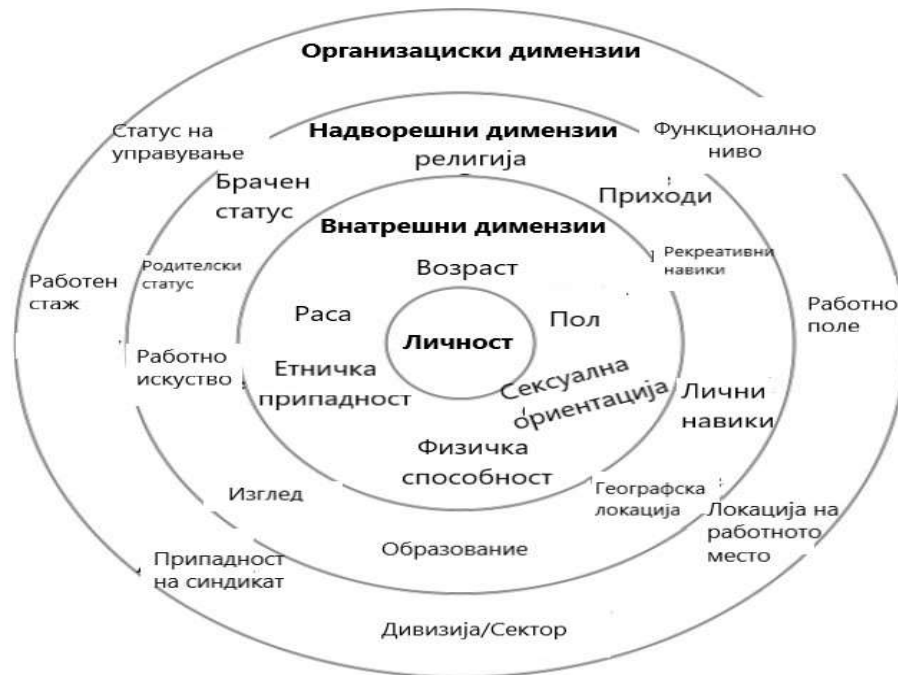 Организациски димензии
Статус на
управување
Надворешни димензии
религија
Функционално
ниво
Брачен
статус
Приходи
Внатрешни димензии
Родителски
статус
Рекреативни
навики
Возраст
Работен
стаж
Раса
Пол
Работно
поле
Личност
Работно
искуство
Етничка
припадност
Сексуална
ориентација
Лични
навики
Физичка
способност
Изглед
Географска
локација
Локација на
работното
место
Образование
Припадност
на синдикат
Дивизија/Сектор